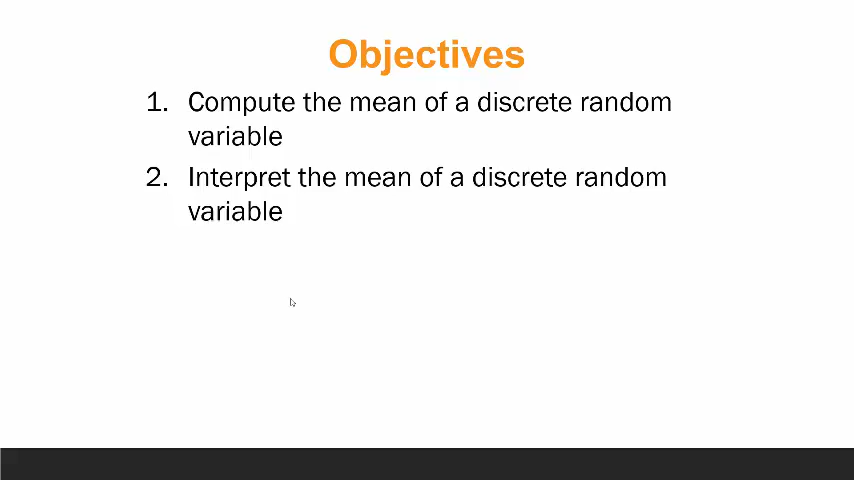 Objectives
1. Compute the mean of a discrete random
variable
2. Interpret the mean of a discrete random
variable